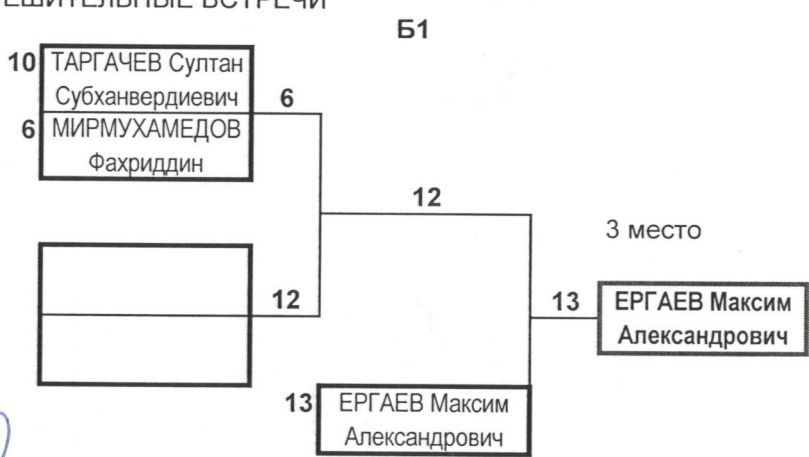 ЕШИТЕЛЬНЫЕ ВСТРЕЧИ
Б1
10 ТАРГАЧЕВ Султан
Субханвердиевич
6
6 МИРМУХАМЕДОВ
Фахриддин
12
3 место
12
13
ЕРГАЕВ Максим
Александрович
13 ЕРГАЕВ Максим
Александрович